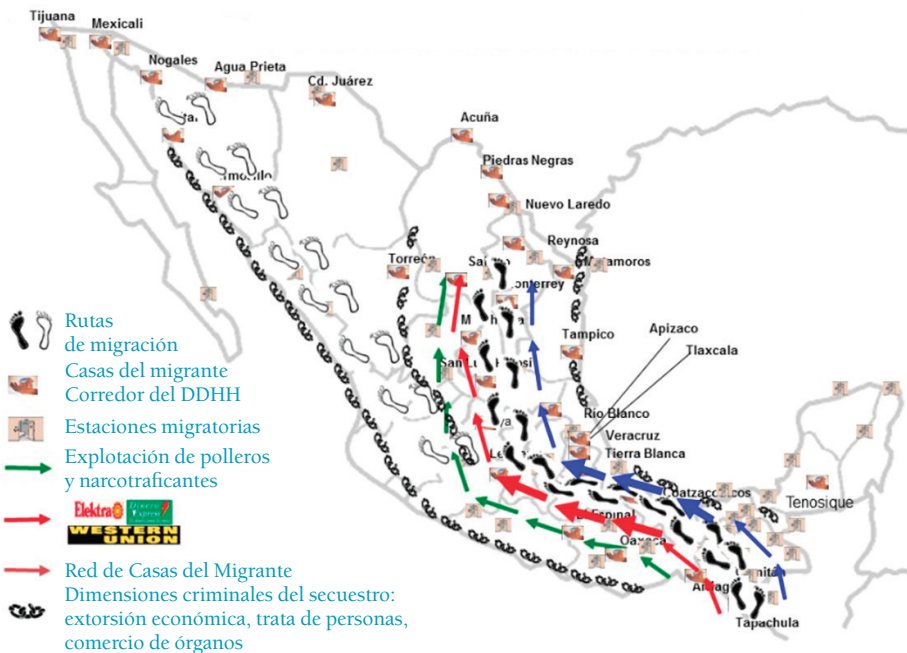 Tijuana
Mexicali
Nogales
Agua Prieta
Cd. Juárez
Acuña
Piedras Negras
Nuevo Laredo
Reynosa
Torreón
Tampico
Apizaco
Tlaxcala
Río Blanco
Veracruz
Tierra Blanca
Tenosique
Oaxaca
Tapachula
Rutas
de migración
Casas del migrante
Corredor del DDHH
Estaciones migratorias
Explotación de polleros
y narcotraficantes
Elektra
WESTERN
UNION
Red de Casas del Migrante
Dimensiones criminales del secuestro:
extorsión económica, trata de personas,
comercio de órganos